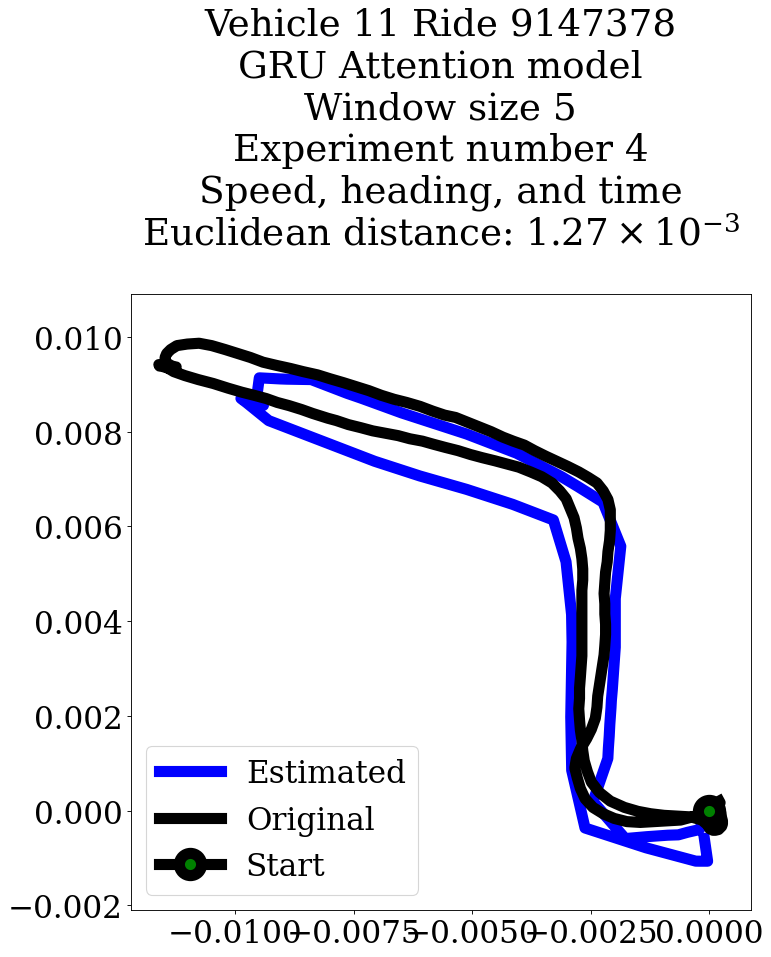 Vehicle 11 Ride 9147378
GRU Attention model
Window size 5
Experiment number 4
Speed, heading, and time
Euclidean distance: 1.27 × 10⁻³
0.010
0.008
0.006
0.004
0.002
0.000
−0.002
Estimated
Original
Start
−0.0100 −0.0075 −0.0050 −0.0025 0.0000